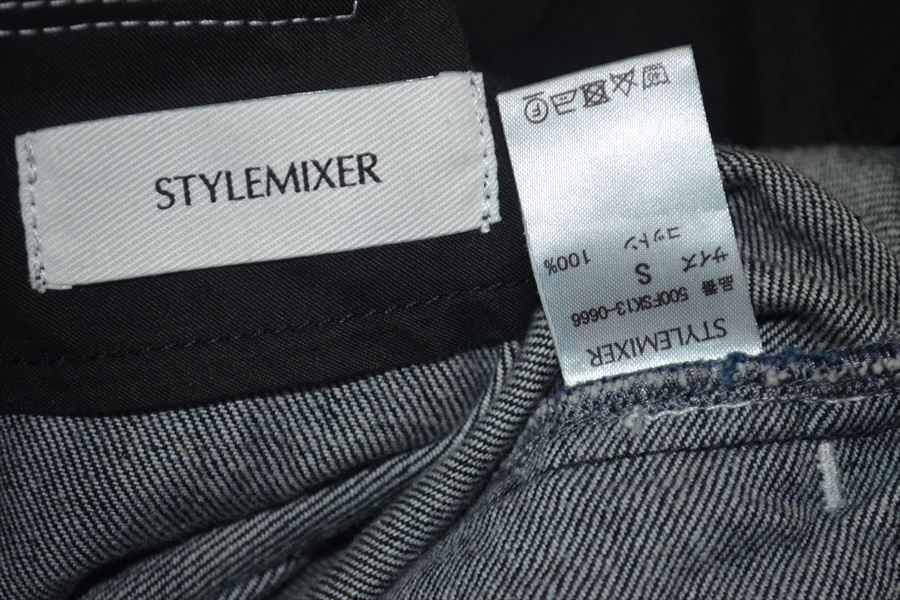 STYLEMIXER
STYLEMIXER
品番 500FSK13-0666
サイズ S
コットン 100%
F